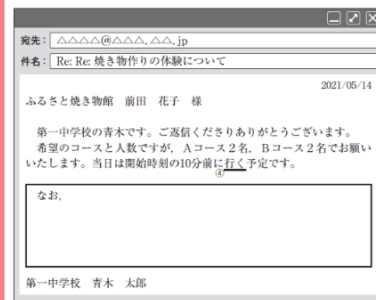 宛先： △△△△@△△△.△△.jp
件名： Re: Re: 焼き物作りの体験について
2021/05/14
ふるさと焼き物館　前田　花子　様
第一中学校の青木です。ご返信くださりありがとうございます。
希望のコースと人数ですが，Ａコース２名，Ｂコース２名でお願い
いたします。当日は開始時刻の10分前に行く予定です。
④
なお，
第一中学校　青木　太郎